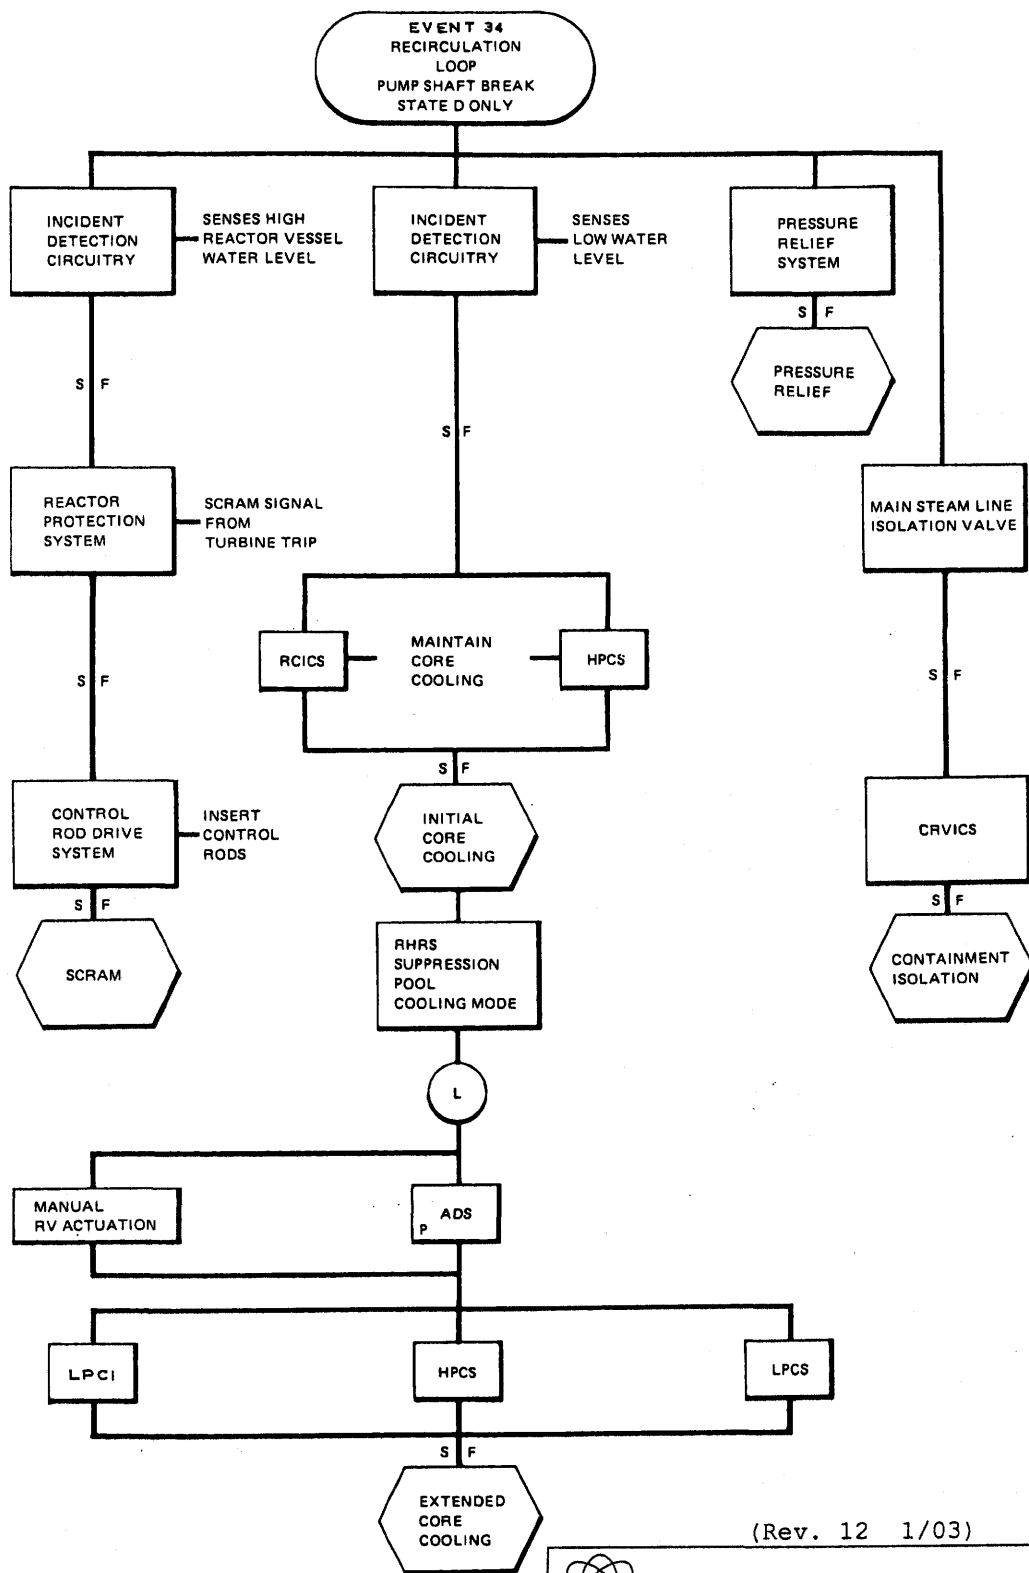 EVENT 34
RECIRCULATION
LOOP
PUMP SHAFT BREAK
STATE D ONLY
INCIDENT
DETECTION
CIRCUITRY
SENSES HIGH
REACTOR VESSEL
WATER LEVEL
INCIDENT
DETECTION
CIRCUITRY
SENSES
LOW WATER
LEVEL
PRESSURE
RELIEF
SYSTEM
S F
PRESSURE
RELIEF
S F
S F
REACTOR
PROTECTION
SYSTEM
SCRAM SIGNAL
FROM
TURBINE TRIP
MAIN STEAM LINE
ISOLATION VALVE
RCICS
MAINTAIN
CORE
COOLING
HPCS
S F
S F
S F
CONTROL
ROD DRIVE
SYSTEM
INSERT
CONTROL
RODS
INITIAL
CORE
COOLING
CRVICS
S F
S F
SCRAM
RHRS
SUPPRESSION
POOL
COOLING MODE
CONTAINMENT
ISOLATION
L
MANUAL
RV ACTUATION
ADS
P
LPCI
HPCS
LPCS
S F
EXTENDED
CORE
COOLING
(Rev. 12 1/03)